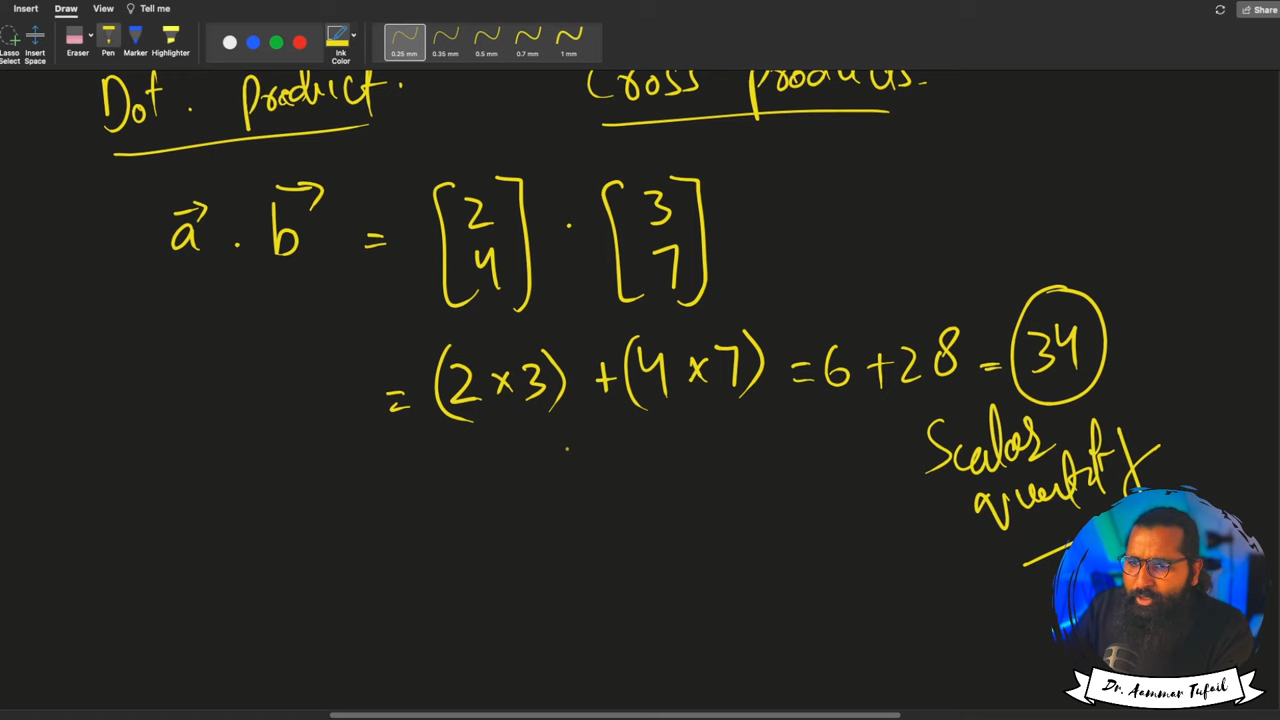 Insert Draw View Tell me Share
Lasso Select Insert Space Eraser Pen Marker Highlighter Ink Color 0.25 mm 0.35 mm 0.5 mm 0.7 mm 1 mm
Dot. Product. Cross products.
a⃗ . b⃗ = [2 4] · [3 7]
= (2 × 3) + (4 × 7) = 6 + 28 = 34
Scalar
quantity
Dr. Aammar Tufail